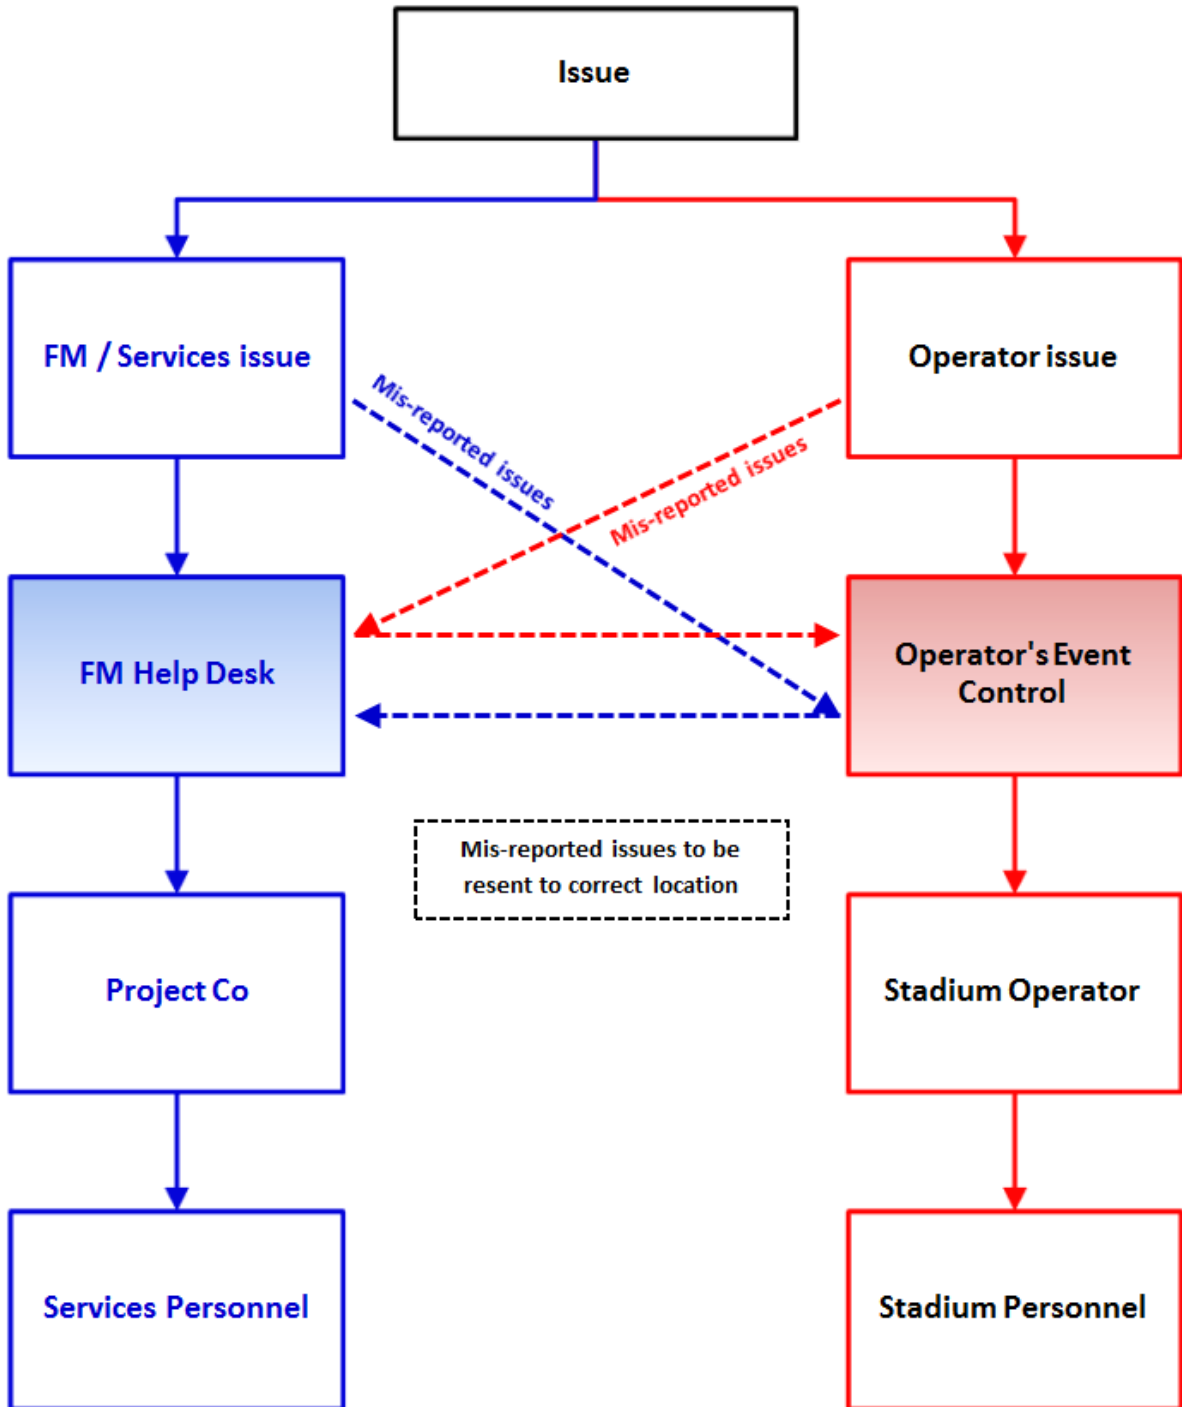 Issue
FM / Services issue
Operator issue
Mis-reported issues
Mis-reported issues
FM Help Desk
Operator's Event
Control
Mis-reported issues to be
resent to correct location
Project Co
Stadium Operator
Services Personnel
Stadium Personnel